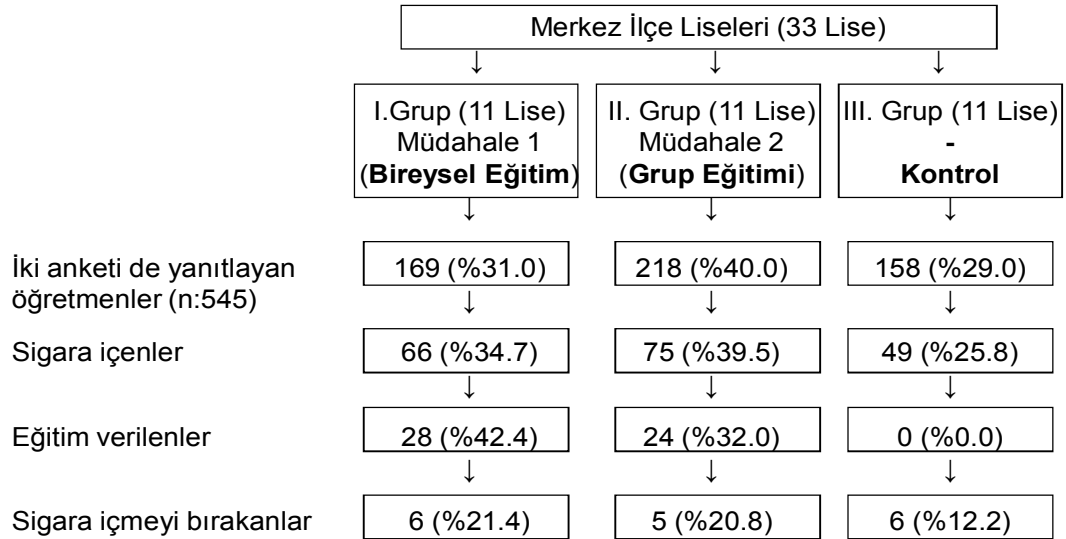 Merkez İlçe Liseleri (33 Lise)
↓ ↓ ↓
I.Grup (11 Lise)
Müdahale 1
(Bireysel Eğitim)
II. Grup (11 Lise)
Müdahale 2
(Grup Eğitimi)
III. Grup (11 Lise)
-
Kontrol
↓ ↓ ↓
İki anketi de yanıtlayan
öğretmenler (n:545)
169 (%31.0)
218 (%40.0)
158 (%29.0)
↓ ↓ ↓
Sigara içenler
66 (%34.7)
75 (%39.5)
49 (%25.8)
↓ ↓ ↓
Eğitim verilenler
28 (%42.4)
24 (%32.0)
0 (%0.0)
↓ ↓ ↓
Sigara içmeyi bırakanlar
6 (%21.4)
5 (%20.8)
6 (%12.2)